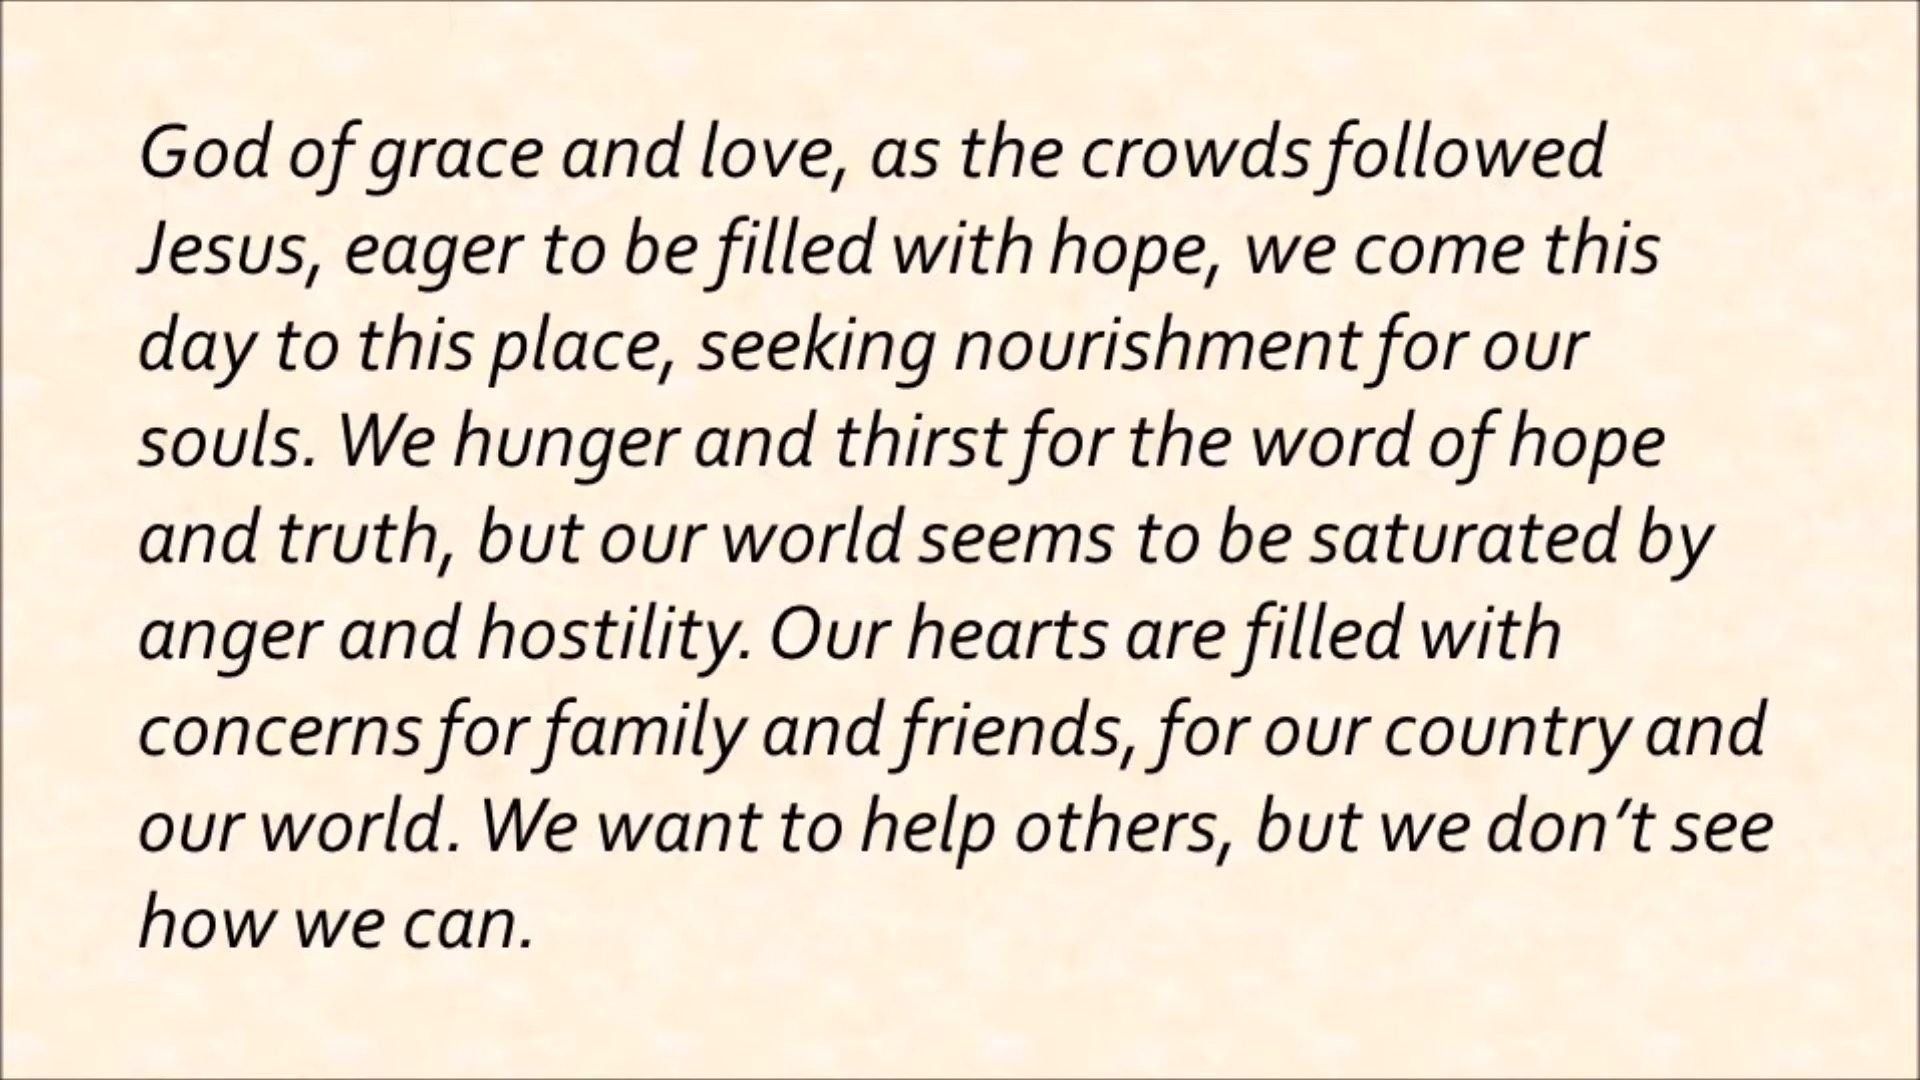 God of grace and love, as the crowds followed
Jesus, eager to be filled with hope, we come this
day to this place, seeking nourishment for our
souls. We hunger and thirst for the word of hope
and truth, but our world seems to be saturated by
anger and hostility. Our hearts are filled with
concerns for family and friends, for our country and
our world. We want to help others, but we don’t see
how we can.